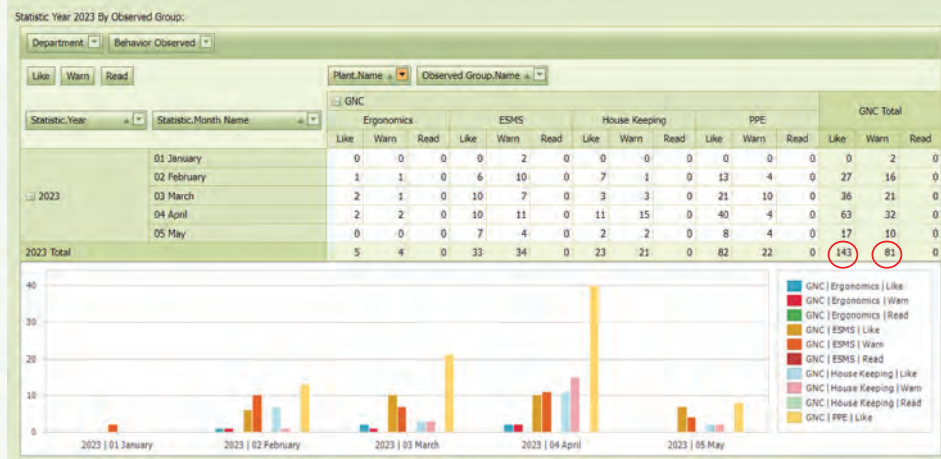 Statistic Year 2023 By Observed Group:
Department Behavior Observed
Like Warn Read Plant.Name Observed Group.Name
GNC GNC Total
Statistic.Year Statistic.Month Name Ergonomics ESMS House Keeping PPE
Like Warn Read Like Warn Read Like Warn Read Like Warn Read Like Warn Read
2023
01 January 0 0 0 0 2 0 0 0 0 0 0 0 0 2 0
02 February 1 1 0 6 10 0 7 1 0 13 4 0 27 16 0
03 March 2 1 0 10 7 0 3 3 0 21 10 0 36 21 0
04 April 2 2 0 10 11 0 11 15 0 40 4 0 63 32 0
05 May 0 0 0 7 4 0 2 2 0 8 4 0 17 10 0
2023 Total 5 4 0 33 34 0 23 21 0 82 22 0 143 81 0
40
30
20
10
0
2023 | 01 January 2023 | 02 February 2023 | 03 March 2023 | 04 April 2023 | 05 May
GNC | Ergonomics | Like
GNC | Ergonomics | Warn
GNC | Ergonomics | Read
GNC | ESMS | Like
GNC | ESMS | Warn
GNC | ESMS | Read
GNC | House Keeping | Like
GNC | House Keeping | Warn
GNC | House Keeping | Read
GNC | PPE | Like